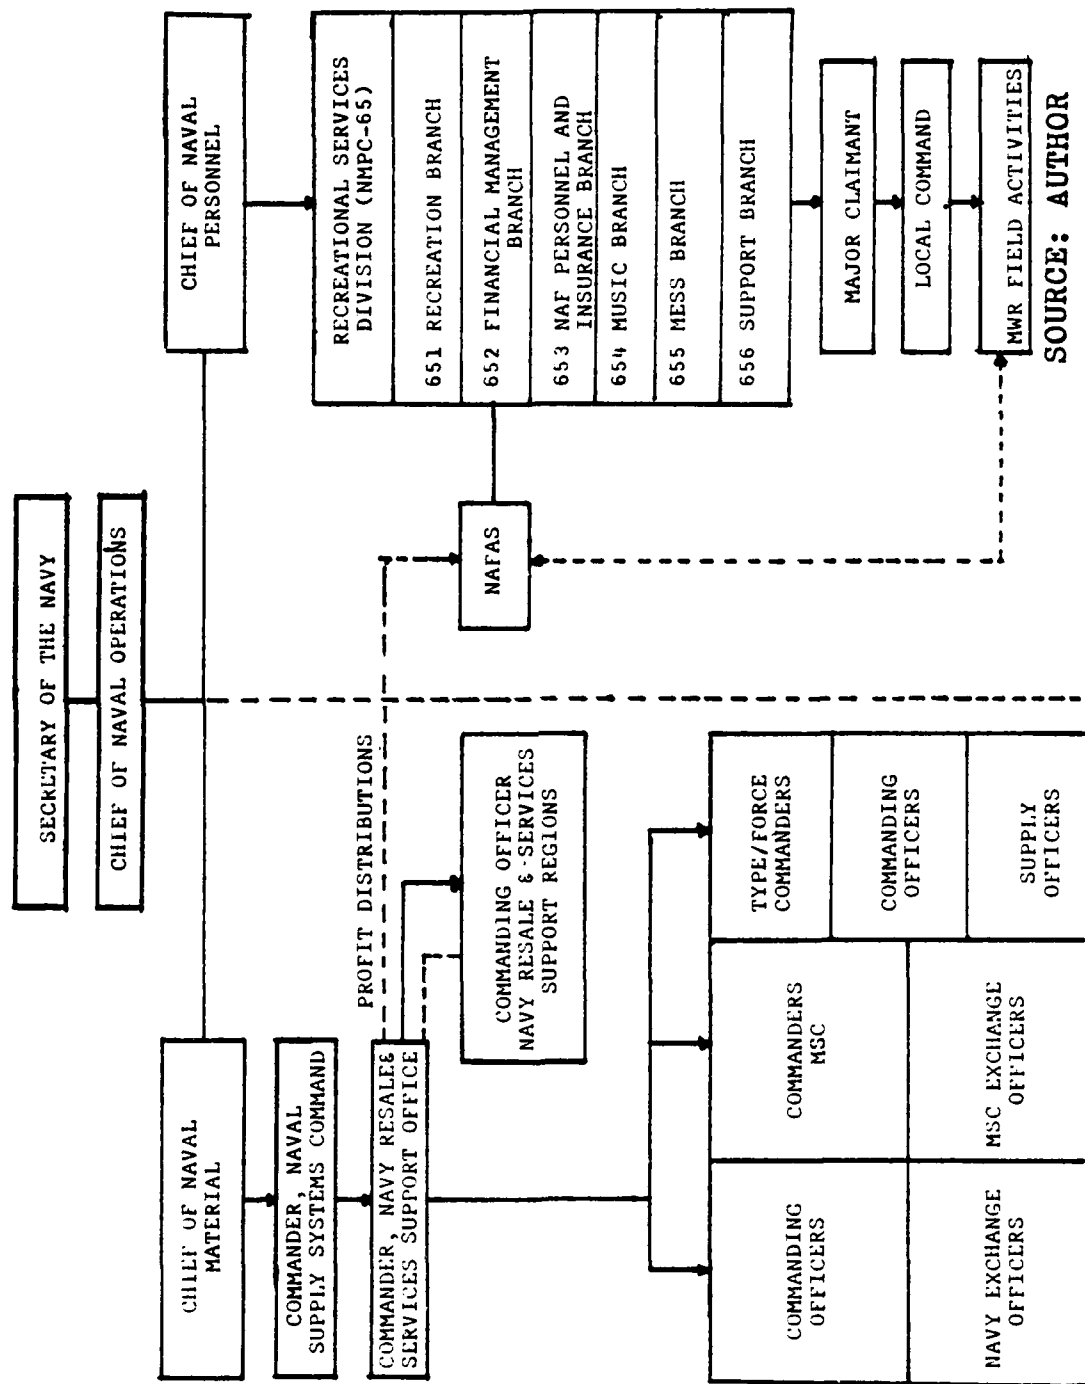 SECRETARY OF THE NAVY
CHIEF OF NAVAL OPERATIONS
CHIEF OF NAVAL
MATERIAL
CHIEF OF NAVAL
PERSONNEL
COMMANDER, NAVAL
SUPPLY SYSTEMS COMMAND
COMMANDER, NAVY RESALE&
SERVICES SUPPORT OFFICE
PROFIT DISTRIBUTIONS
COMMANDING OFFICER
NAVY RESALE & SERVICES
SUPPORT REGIONS
COMMANDING
OFFICERS
NAVY EXCHANGE
OFFICERS
COMMANDERS
MSC
MSC EXCHANGE
OFFICERS
TYPE/FORCE
COMMANDERS
COMMANDING
OFFICERS
SUPPLY
OFFICERS
NAFAS
RECREATIONAL SERVICES
DIVISION (NMPC-65)
651 RECREATION BRANCH
652 FINANCIAL MANAGEMENT
BRANCH
653 NAF PERSONNEL AND
INSURANCE BRANCH
654 MUSIC BRANCH
655 MESS BRANCH
656 SUPPORT BRANCH
MAJOR CLAIMANT
LOCAL COMMAND
MWR FIELD ACTIVITIES
SOURCE: AUTHOR